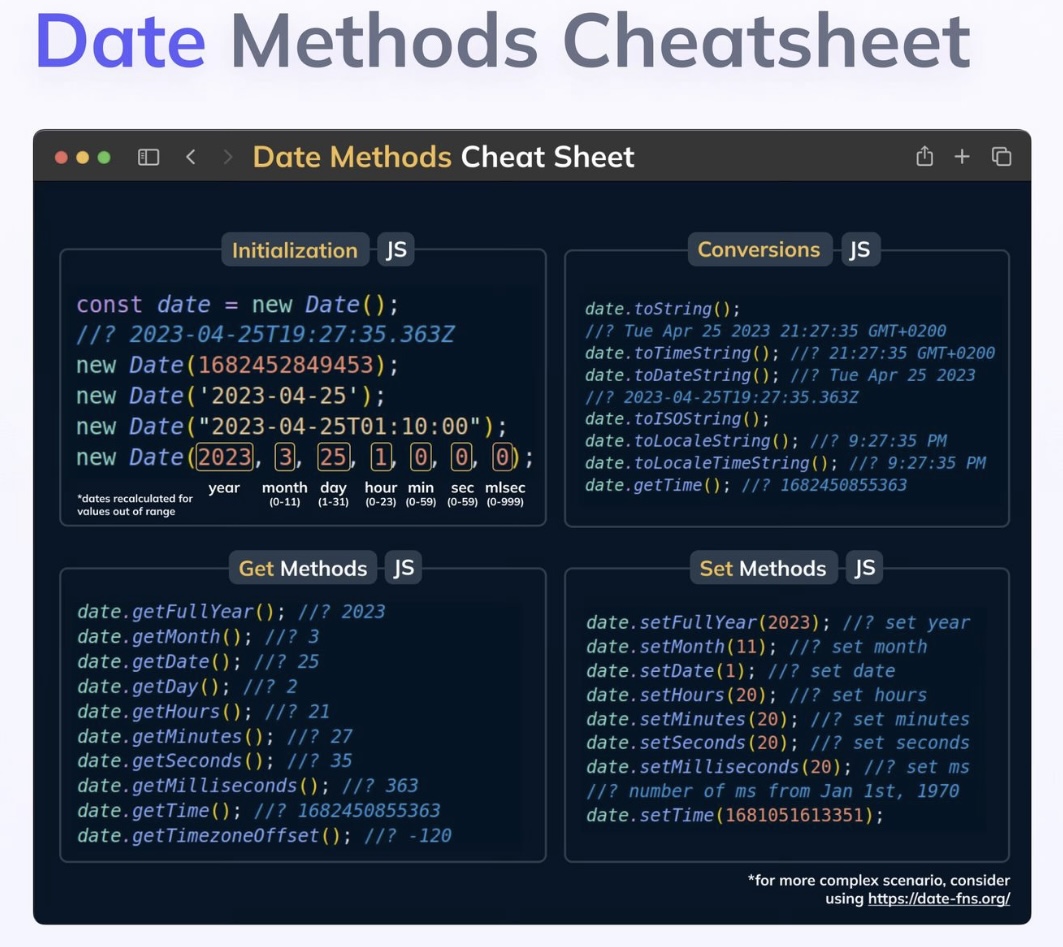 Date Methods Cheatsheet
Date Methods Cheat Sheet
Initialization JS
const date = new Date();
//? 2023-04-25T19:27:35.363Z
new Date(1682452849453);
new Date('2023-04-25');
new Date("2023-04-25T01:10:00");
new Date(2023, 3, 25, 1, 0, 0, 0);
year month day hour min sec mlsec
(0-11) (1-31) (0-23) (0-59) (0-59) (0-999)
*dates recalculated for
values out of range
Conversions JS
date.toString();
//? Tue Apr 25 2023 21:27:35 GMT+0200
date.toTimeString(); //? 21:27:35 GMT+0200
date.toDateString(); //? Tue Apr 25 2023
//? 2023-04-25T19:27:35.363Z
date.toISOString();
date.toLocaleString(); //? 9:27:35 PM
date.toLocaleTimeString(); //? 9:27:35 PM
date.getTime(); //? 1682450855363
Get Methods JS
date.getFullYear(); //? 2023
date.getMonth(); //? 3
date.getDate(); //? 25
date.getDay(); //? 2
date.getHours(); //? 21
date.getMinutes(); //? 27
date.getSeconds(); //? 35
date.getMilliseconds(); //? 363
date.getTime(); //? 1682450855363
date.getTimezoneOffset(); //? -120
Set Methods JS
date.setFullYear(2023); //? set year
date.setMonth(11); //? set month
date.setDate(1); //? set date
date.setHours(20); //? set hours
date.setMinutes(20); //? set minutes
date.setSeconds(20); //? set seconds
date.setMilliseconds(20); //? set ms
//? number of ms from Jan 1st, 1970
date.setTime(1681051613351);
*for more complex scenario, consider
using https://date-fns.org/